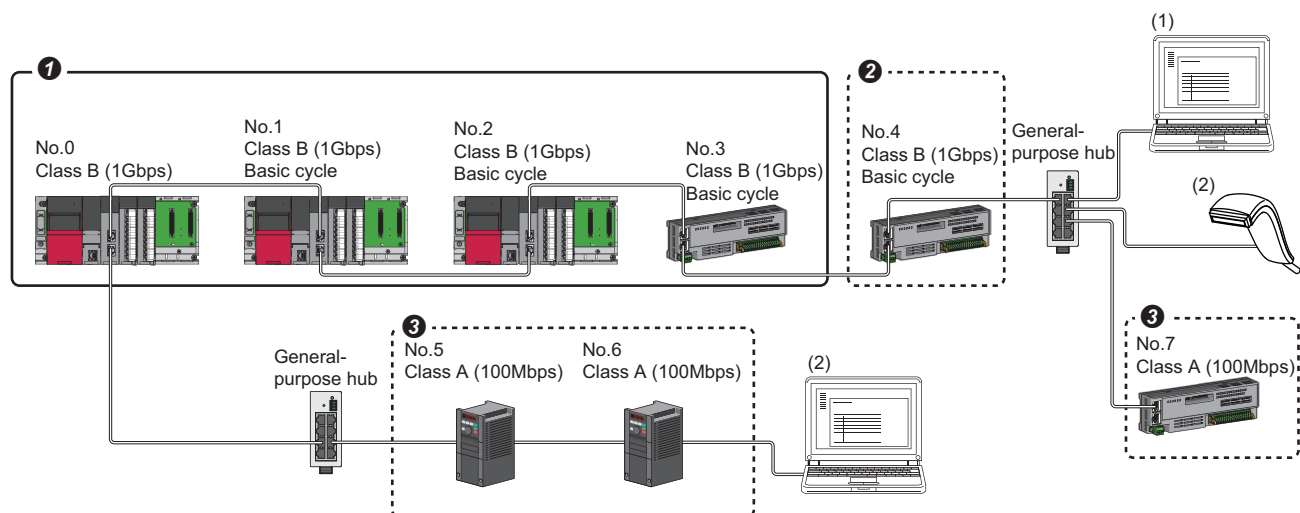 (1)
❶
❷
No.0
Class B (1Gbps)
No.1
Class B (1Gbps)
Basic cycle
No.2
Class B (1Gbps)
Basic cycle
No.3
Class B (1Gbps)
Basic cycle
No.4
Class B (1Gbps)
Basic cycle
General-
purpose hub
(2)
❸
No.5
Class A (100Mbps)
No.6
Class A (100Mbps)
General-
purpose hub
(2)
❸
No.7
Class A (100Mbps)